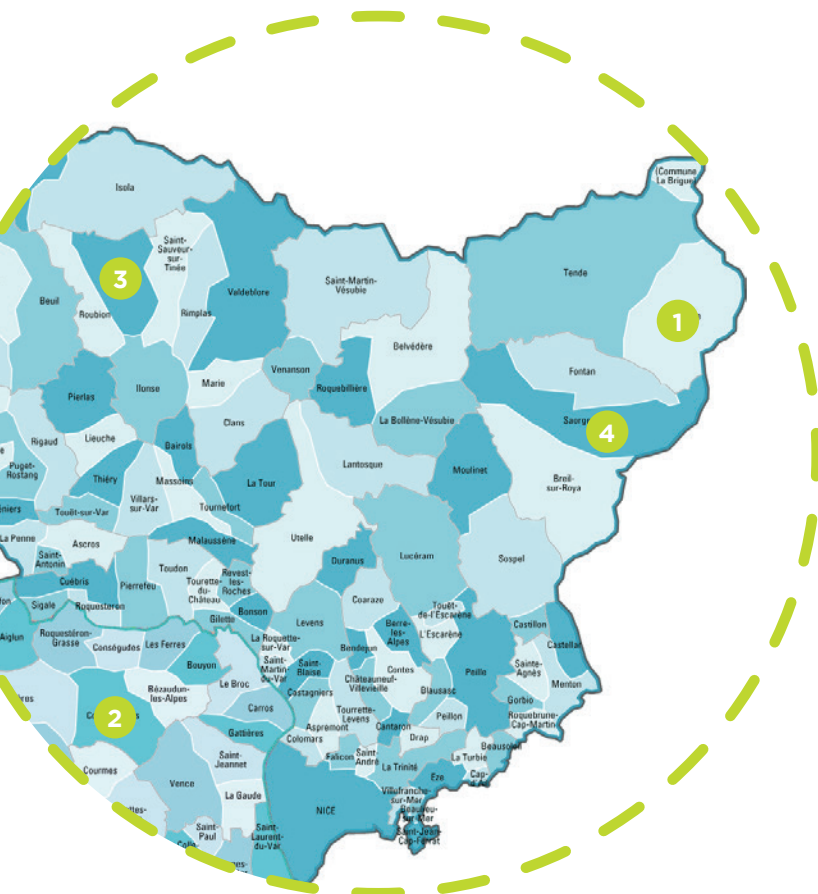 (Commune
La Brigue)
Isola
Tende
Saint-
Sauveur-
sur-
Tinée
3
Saint-Martin-
Vésubie
Valdeblore
Beuil
Roubion
Rimplas
1
Belvédère
Fontan
Venanson
Roquebillière
Marie
Ilonse
Pierlas
La Bollène-Vésubie
Saorge
4
Clans
Rigaud
Lieuche
Bairols
Puget-
Rostang
Lantosque
Moulinet
Breil-
sur-Roya
Thiéry
Massoins
La Tour
Villars-
sur-Var
Tournefort
Touët-sur-Var
Utelle
La Penne
Ascros
Malaussène
Saint-
Antonin
Duranus
Lucéram
Sospel
Toudon
Revest-
les-
Roches
Cuébris
Pierrefeu
Tourette-
du-
Château
Coaraze
Sigale
Roquesteron
Bonson
Gilette
Touët-
de-l'Escarène
Levens
Berre-
les-
Alpes
L'Escarène
Castillon
Aiglun
Roquestéron-
Grasse
Conségudes
Les Ferres
La Roquette-
sur-Var
Bendejun
Castellar
Bouyon
Saint-
Martin-
du-Var
Saint-
Blaise
Contes
Peille
Sainte-
Agnès
Menton
Châteauneuf-
Villevieille
Le Broc
Bézaudun-
les-Alpes
Castagniers
Blausasc
Gorbio
Carros
Tourrette-
Levens
Peillon
Roquebrune-
Cap-Martin
2
Aspremont
Cantaron
Gattières
Colomars
Drap
Beausoleil
Falicon
Saint-
André
La Turbie
Saint-
Jeannet
La Trinité
Courmes
Eze
Cap-
Vence
La Gaude
Villefranche-
sur-Mer
Beaulieu-
sur-Mer
NICE
Saint-
Paul
Saint-
Laurent-
du-Var
Saint-Jean-
Cap-Ferrat